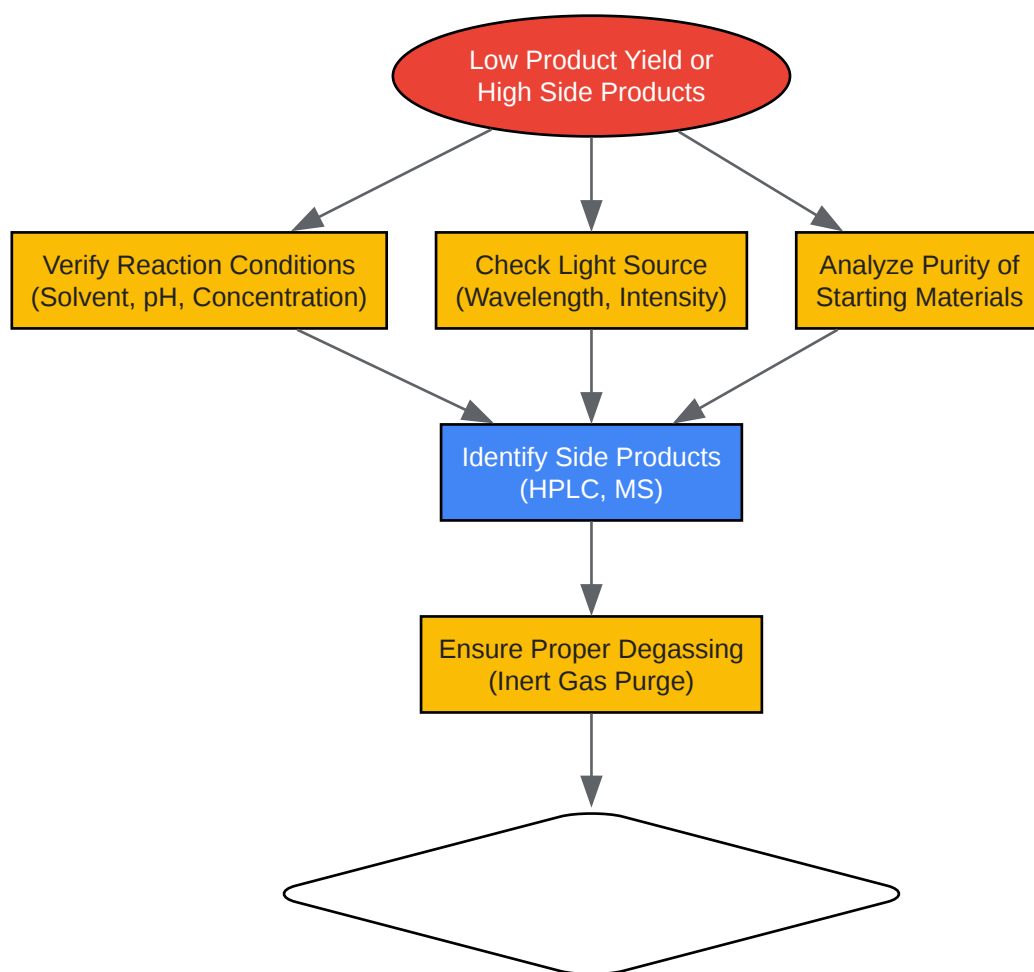 Low Product Yield or
High Side Products
Verify Reaction Conditions
(Solvent, pH, Concentration)
Check Light Source
(Wavelength, Intensity)
Analyze Purity of
Starting Materials
Identify Side Products
(HPLC, MS)
Ensure Proper Degassing
(Inert Gas Purge)